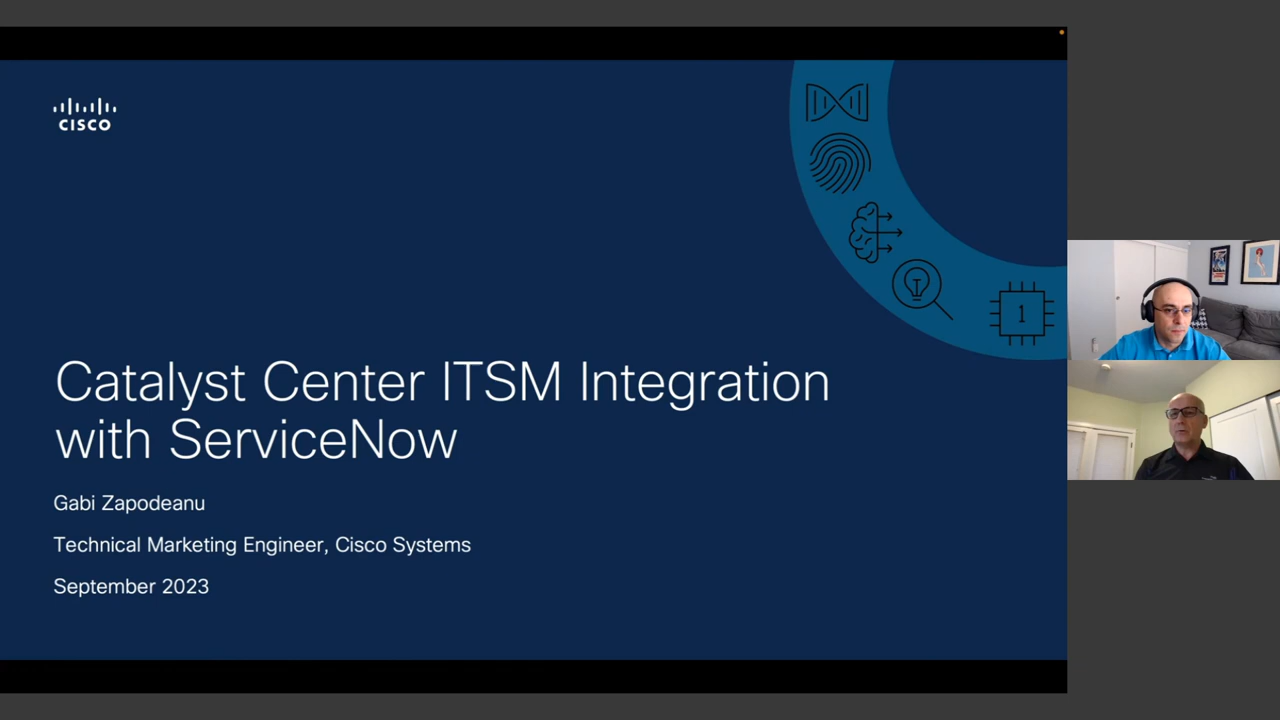 CISCO
1
Catalyst Center ITSM Integration
with ServiceNow
Gabi Zapodeanu
Technical Marketing Engineer, Cisco Systems
September 2023